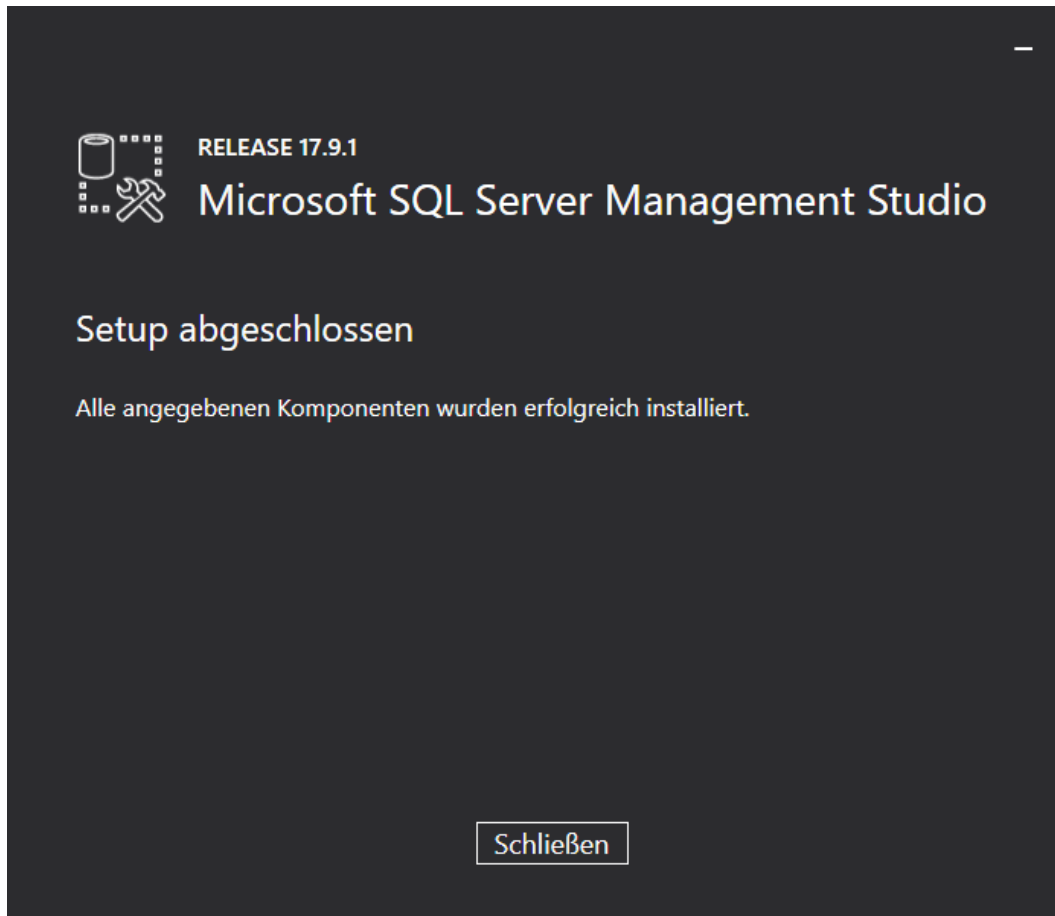 RELEASE 17.9.1
Microsoft SQL Server Management Studio
Setup abgeschlossen
Alle angegebenen Komponenten wurden erfolgreich installiert.
Schließen